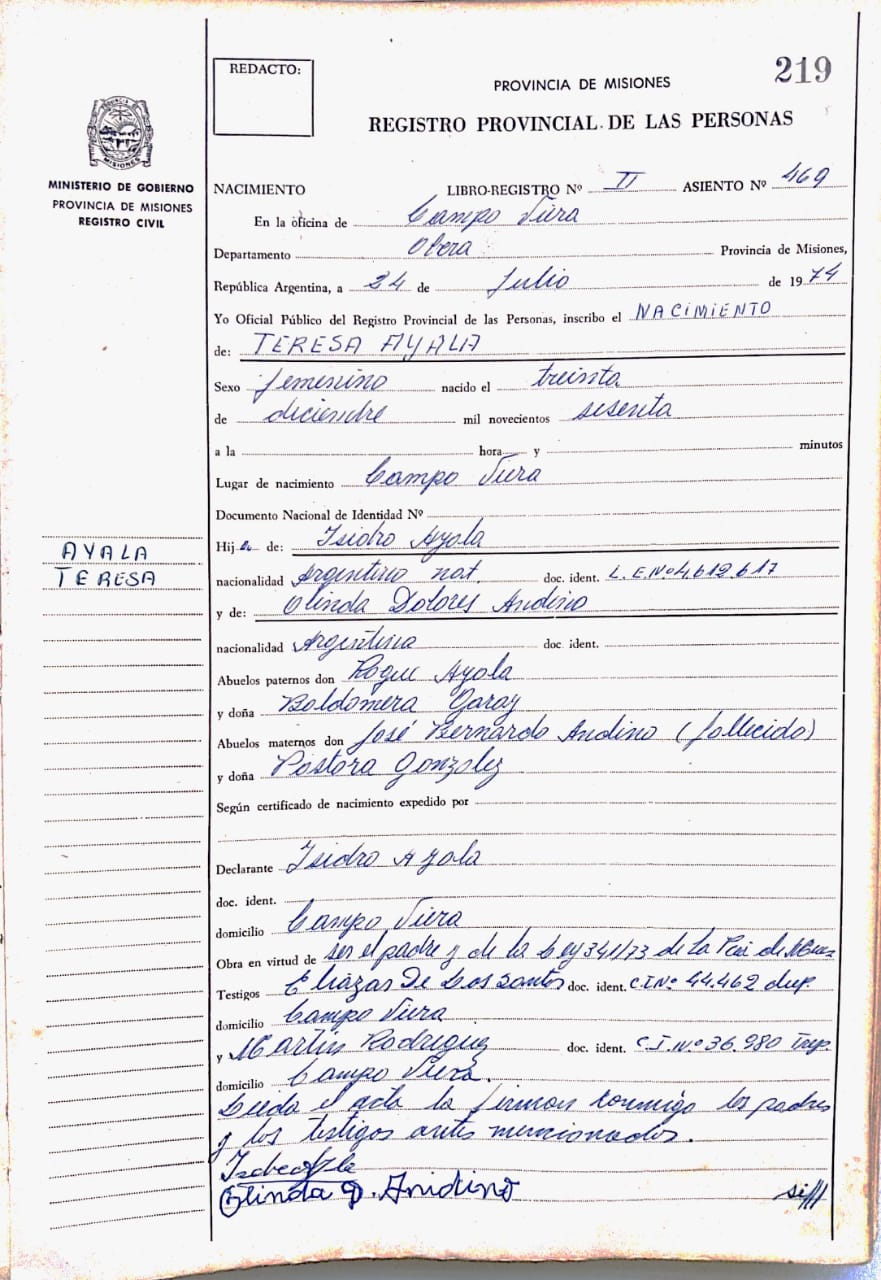 219
REDACTO:
PROVINCIA DE MISIONES
REGISTRO PROVINCIAL DE LAS PERSONAS
PROVINCIA DE
MISIONES
MINISTERIO DE GOBIERNO
PROVINCIA DE MISIONES
REGISTRO CIVIL
NACIMIENTO LIBRO-REGISTRO Nº II ASIENTO Nº 469
En la oficina de Campo Viera
Departamento Obera Provincia de Misiones,
República Argentina, a 24 de Julio de 1974
Yo Oficial Público del Registro Provincial de las Personas, inscribo el NACIMIENTO
de: TERESA AYALA
Sexo femenino nacido el treinta
de diciembre mil novecientos sesenta
a la hora y minutos
Lugar de nacimiento Campo Viera
Documento Nacional de Identidad Nº
AYALA
TERESA
Hija de: Isidro Ayala
nacionalidad Argentino nat. doc. ident. L.E.Nº 4.612.617
y de: Olinda Dolores Andino
nacionalidad Argentina doc. ident.
Abuelos paternos don Roque Ayala
y doña Baldomera Garay
Abuelos maternos don José Bernardo Andino (fallecido)
y doña Pastora Gonzalez
Según certificado de nacimiento expedido por
Declarante Isidro Ayala
doc. ident.
domicilio Campo Viera
Obra en virtud de ser el padre y de la Ley 341/73 de la
Testigos De Los Santos doc. ident. C.I.Nº 44.462 dup.
domicilio Campo Viera
y Martin Rodriguez doc. ident. C.I.Nº 36.980 Trip.
domicilio Campo Viera.
Leeda el acta la firman conmigo los padres
y los testigos antes mencionados.
Olinda D. Anidino